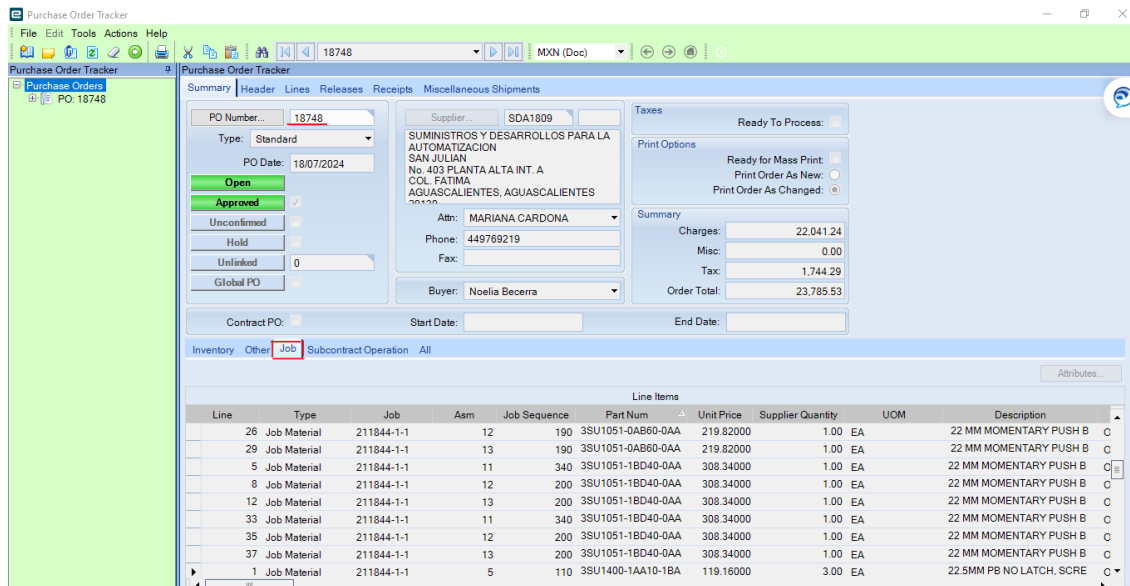 Purchase Order Tracker
File Edit Tools Actions Help
18748 MXN (Doc)
Purchase Order Tracker
Purchase Orders
PO: 18748
Purchase Order Tracker
Summary Header Lines Releases Receipts Miscellaneous Shipments
PO Number... 18748
Type: Standard
PO Date: 18/07/2024
Open
Approved
Unconfirmed
Hold
Unlinked 0
Global PO
Supplier... SDA1809
SUMINISTROS Y DESARROLLOS PARA LA
AUTOMATIZACION
SAN JULIAN
No. 403 PLANTA ALTA INT. A
COL. FATIMA
AGUASCALIENTES, AGUASCALIENTES
Attn: MARIANA CARDONA
Phone: 449769219
Fax:
Buyer: Noelia Becerra
Taxes
Ready To Process:
Print Options
Ready for Mass Print:
Print Order As New:
Print Order As Changed:
Summary
Charges: 22,041.24
Misc: 0.00
Tax: 1,744.29
Order Total: 23,785.53
Contract PO: Start Date: End Date:
Inventory Other Job Subcontract Operation All
Attributes...
Line Items
Line Type Job Asm Job Sequence Part Num Unit Price Supplier Quantity UOM Description
26 Job Material 211844-1-1 12 190 3SU1051-0AB60-0AA 219.82000 1.00 EA 22 MM MOMENTARY PUSH B
29 Job Material 211844-1-1 13 190 3SU1051-0AB60-0AA 219.82000 1.00 EA 22 MM MOMENTARY PUSH B
5 Job Material 211844-1-1 11 340 3SU1051-1BD40-0AA 308.34000 1.00 EA 22 MM MOMENTARY PUSH B
8 Job Material 211844-1-1 12 200 3SU1051-1BD40-0AA 308.34000 1.00 EA 22 MM MOMENTARY PUSH B
12 Job Material 211844-1-1 13 200 3SU1051-1BD40-0AA 308.34000 1.00 EA 22 MM MOMENTARY PUSH B
33 Job Material 211844-1-1 11 340 3SU1051-1BD40-0AA 308.34000 1.00 EA 22 MM MOMENTARY PUSH B
35 Job Material 211844-1-1 12 200 3SU1051-1BD40-0AA 308.34000 1.00 EA 22 MM MOMENTARY PUSH B
37 Job Material 211844-1-1 13 200 3SU1051-1BD40-0AA 308.34000 1.00 EA 22 MM MOMENTARY PUSH B
1 Job Material 211844-1-1 5 110 3SU1400-1AA10-1BA 119.16000 3.00 EA 22.5MM PB NO LATCH, SCRE